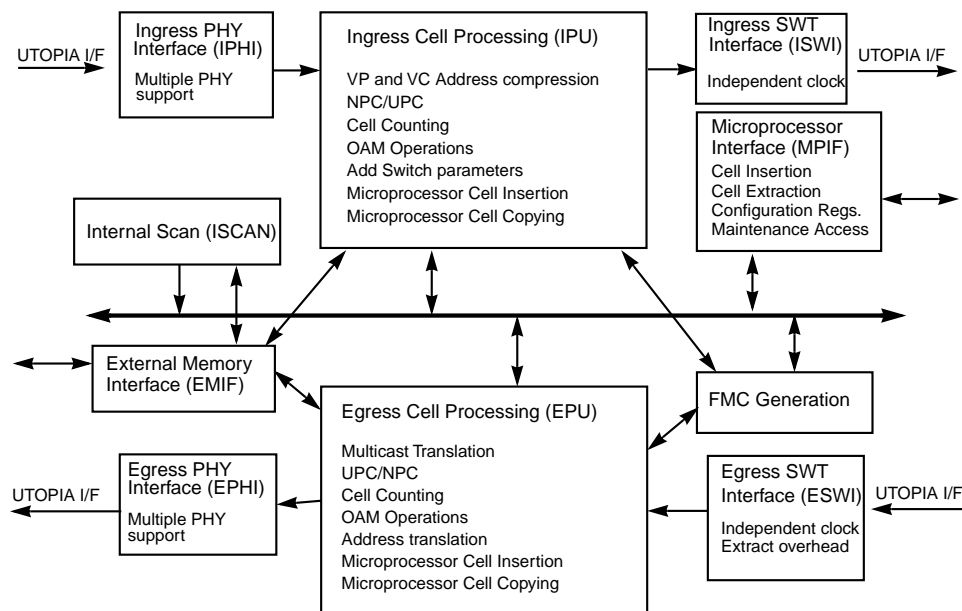 UTOPIA I/F
Ingress PHY
Interface (IPHI)
Multiple PHY
support
Ingress Cell Processing (IPU)
VP and VC Address compression
NPC/UPC
Cell Counting
OAM Operations
Add Switch parameters
Microprocessor Cell Insertion
Microprocessor Cell Copying
Ingress SWT
Interface (ISWI)
Independent clock
UTOPIA I/F
Microprocessor
Interface (MPIF)
Cell Insertion
Cell Extraction
Configuration Regs.
Maintenance Access
Internal Scan (ISCAN)
External Memory
Interface (EMIF)
FMC Generation
Egress Cell Processing (EPU)
Multicast Translation
UPC/NPC
Cell Counting
OAM Operations
Address translation
Microprocessor Cell Insertion
Microprocessor Cell Copying
UTOPIA I/F
Egress PHY
Interface (EPHI)
Multiple PHY
support
Egress SWT
Interface (ESWI)
Independent clock
Extract overhead
UTOPIA I/F